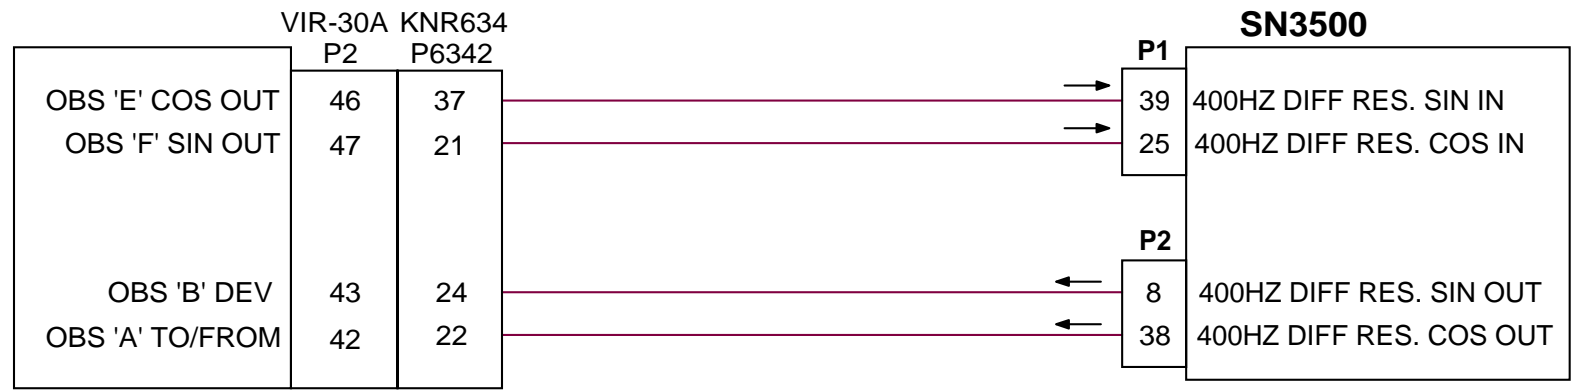 VIR-30A KNR634 SN3500
P2 P6342 P1
OBS 'E' COS OUT 46 37 39 400HZ DIFF RES. SIN IN
OBS 'F' SIN OUT 47 21 25 400HZ DIFF RES. COS IN
P2
OBS 'B' DEV 43 24 8 400HZ DIFF RES. SIN OUT
OBS 'A' TO/FROM 42 22 38 400HZ DIFF RES. COS OUT